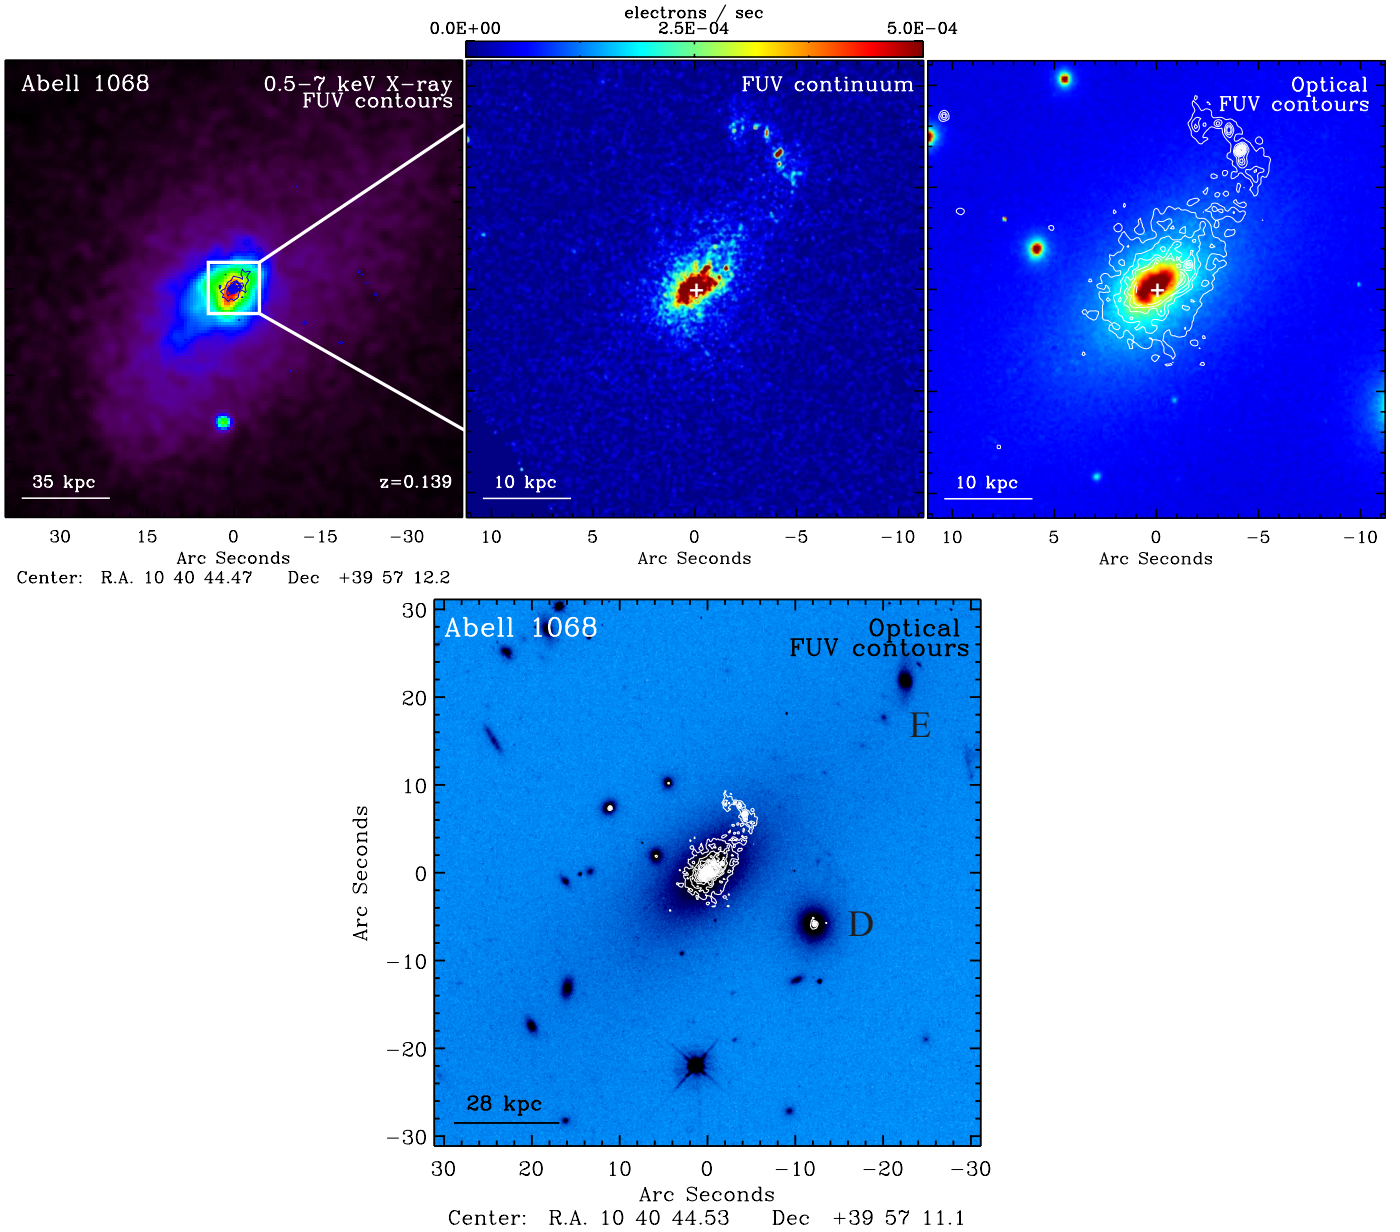 electrons / sec
0.0E+00 2.5E-04 5.0E-04
Abell 1068
0.5-7 keV X-ray
FUV contours
35 kpc
z=0.139
30 15 0 -15 -30
Arc Seconds
Center: R.A. 10 40 44.47 Dec +39 57 12.2
FUV continuum
10 kpc
10 5 0 -5 -10
Arc Seconds
Optical
FUV contours
10 kpc
10 5 0 -5 -10
Arc Seconds
Abell 1068
Optical
FUV contours
E
D
28 kpc
30
20
10
0
-10
-20
-30
Arc Seconds
30 20 10 0 -10 -20 -30
Arc Seconds
Center: R.A. 10 40 44.53 Dec +39 57 11.1